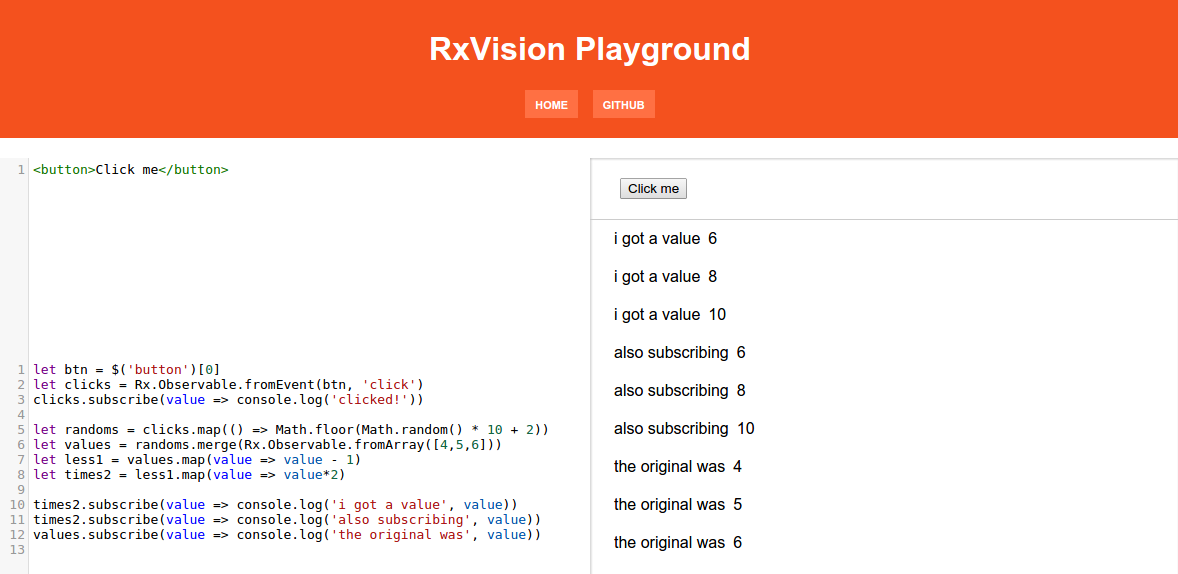 RxVision Playground
HOME GITHUB
1 <button>Click me</button>
1 let btn = $('button')[0]
2 let clicks = Rx.Observable.fromEvent(btn, 'click')
3 clicks.subscribe(value => console.log('clicked!'))
4
5 let randoms = clicks.map(() => Math.floor(Math.random() * 10 + 2))
6 let values = randoms.merge(Rx.Observable.fromArray([4,5,6]))
7 let less1 = values.map(value => value - 1)
8 let times2 = less1.map(value => value*2)
9
10 times2.subscribe(value => console.log('i got a value', value))
11 times2.subscribe(value => console.log('also subscribing', value))
12 values.subscribe(value => console.log('the original was', value))
13
Click me
i got a value 6
i got a value 8
i got a value 10
also subscribing 6
also subscribing 8
also subscribing 10
the original was 4
the original was 5
the original was 6